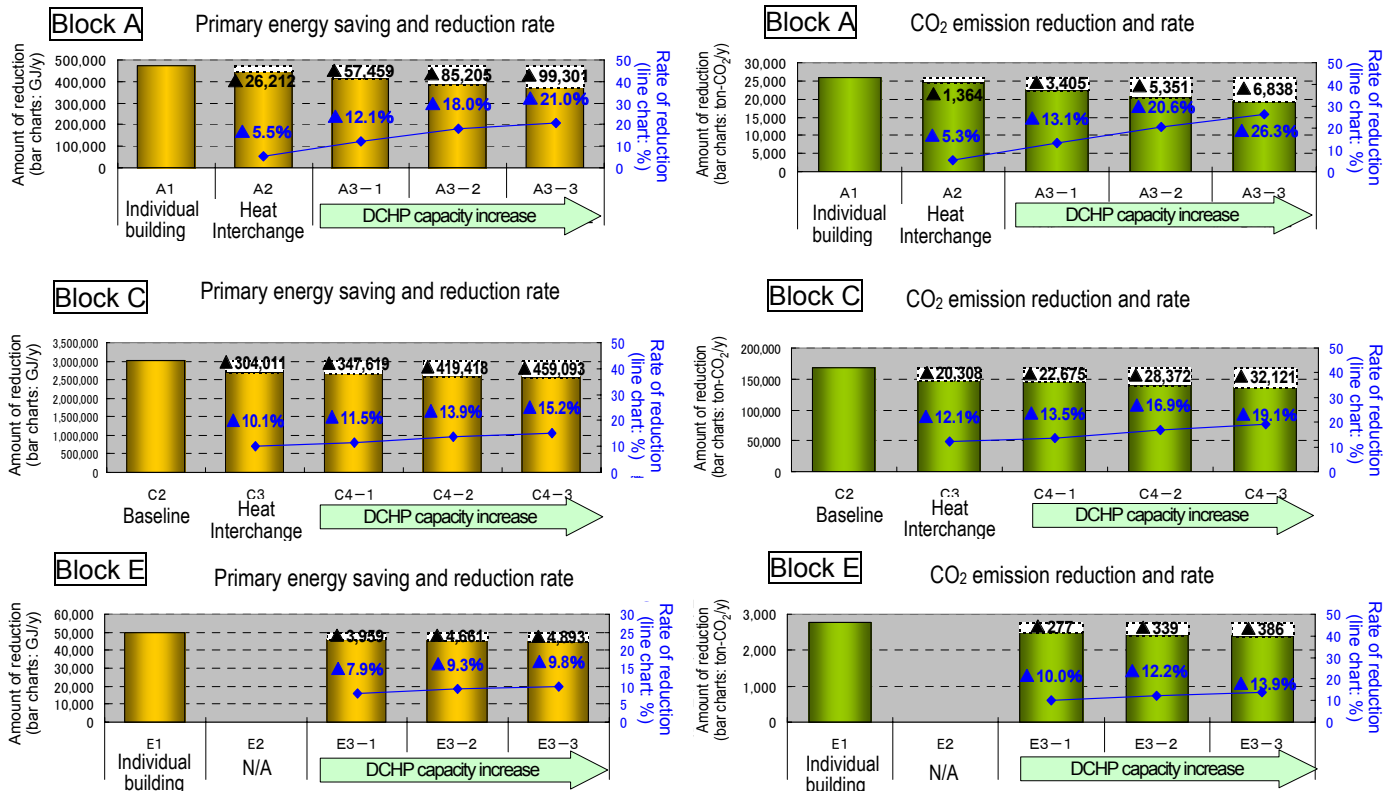 Block A
Primary energy saving and reduction rate
Amount of reduction
(bar charts: GJ/y)
500,000
400,000
300,000
200,000
100,000
0
▲26,212
▲57,459
▲85,205
▲99,301
▲5.5%
▲12.1%
▲18.0%
▲21.0%
50
40
30
20
10
0
Rate of reduction
(line chart: %)
A1
A2
A3-1
A3-2
A3-3
Individual
building
Heat
Interchange
DCHP capacity increase
Block A
CO2 emission reduction and rate
Amount of reduction
(bar charts: ton-CO2/y)
30,000
25,000
20,000
15,000
10,000
5,000
0
▲1,364
▲3,405
▲5,351
▲6,838
▲5.3%
▲13.1%
▲20.6%
▲26.3%
50
40
30
20
10
0
Rate of reduction
(line chart: %)
A1
A2
A3-1
A3-2
A3-3
Individual
building
Heat
Interchange
DCHP capacity increase
Block C
Primary energy saving and reduction rate
Amount of reduction
(bar charts: GJ/y)
3,500,000
3,000,000
2,500,000
2,000,000
1,500,000
1,000,000
500,000
0
▲304,011
▲347,619
▲419,418
▲459,093
▲10.1%
▲11.5%
▲13.9%
▲15.2%
50
40
30
20
10
0
Rate of reduction
(line chart: %)
C2
C3
C4-1
C4-2
C4-3
Baseline
Heat
Interchange
DCHP capacity increase
Block C
CO2 emission reduction and rate
Amount of reduction
(bar charts: ton-CO2/y)
200,000
150,000
100,000
50,000
0
▲20,308
▲22,675
▲28,372
▲32,121
▲12.1%
▲13.5%
▲16.9%
▲19.1%
50
40
30
20
10
0
Rate of reduction
(line chart: %)
C2
C3
C4-1
C4-2
C4-3
Baseline
Heat
Interchange
DCHP capacity increase
Block E
Primary energy saving and reduction rate
Amount of reduction
(bar charts: GJ/y)
60,000
50,000
40,000
30,000
20,000
10,000
0
▲3,959
▲4,661
▲4,893
▲7.9%
▲9.3%
▲9.8%
30
25
20
15
10
5
0
Rate of reduction
(line chart: %)
E1
E2
E3-1
E3-2
E3-3
Individual
building
N/A
DCHP capacity increase
Block E
CO2 emission reduction and rate
Amount of reduction
(bar charts: ton-CO2/y)
3,000
2,000
1,000
0
▲277
▲339
▲386
▲10.0%
▲12.2%
▲13.9%
50
40
30
20
10
0
Rate of reduction
(line chart: %)
E1
E2
E3-1
E3-2
E3-3
Individual
building
N/A
DCHP capacity increase